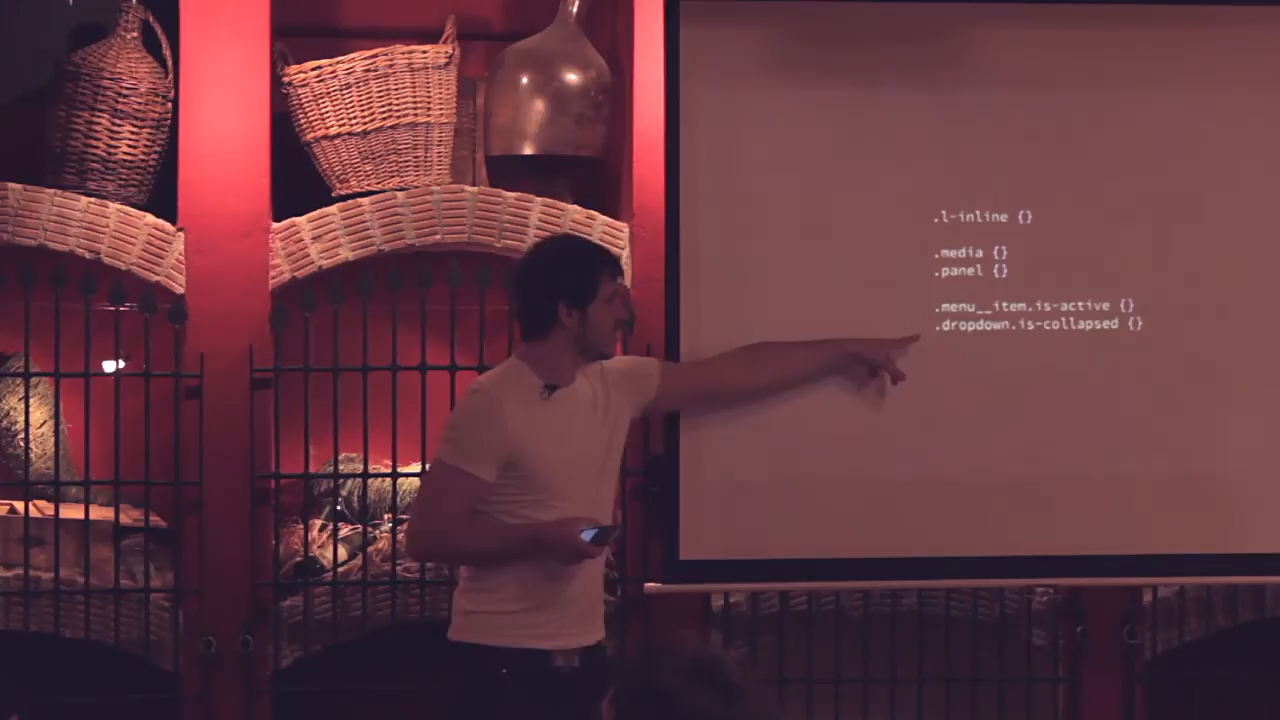 .l-inline {}
.media {}
.panel {}
.menu__item.is-active {}
.dropdown.is-collapsed {}